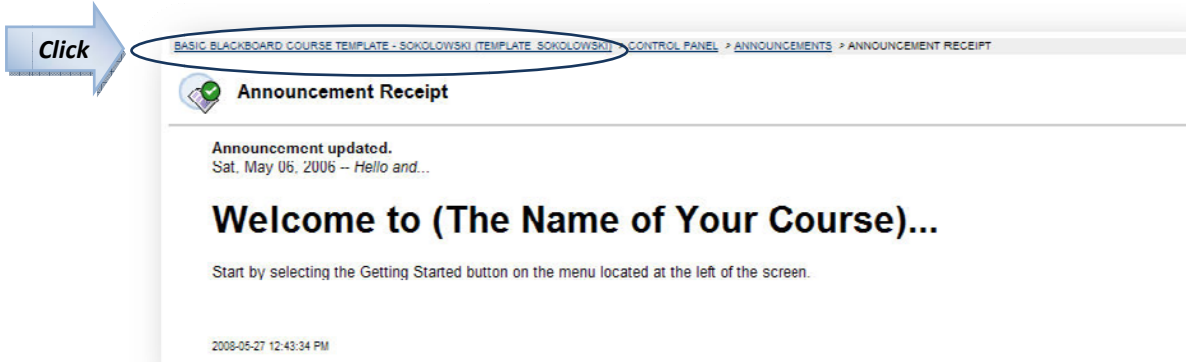 Click
BASIC BLACKBOARD COURSE TEMPLATE - SOKOLOWSKI (TEMPLATE_SOKOLOWSKI) > CONTROL PANEL > ANNOUNCEMENTS > ANNOUNCEMENT RECEIPT
Announcement Receipt
Announcement updated.
Sat, May 06, 2006 -- Hello and...
Welcome to (The Name of Your Course)...
Start by selecting the Getting Started button on the menu located at the left of the screen.
2008-05-27 12:43:34 PM